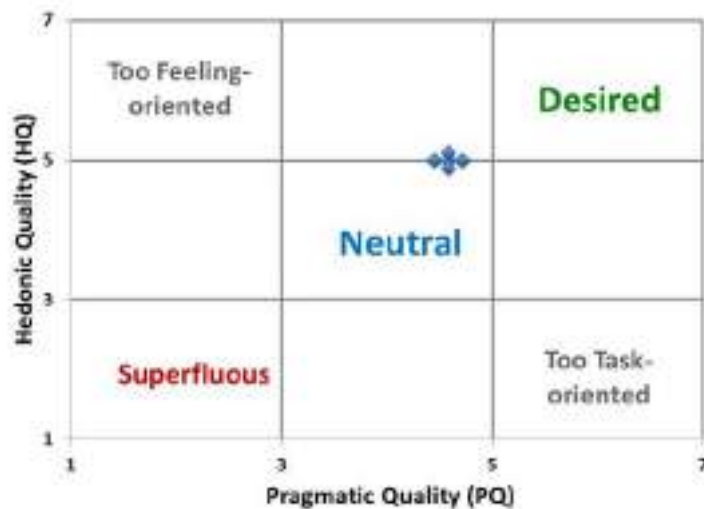 7
Too Feeling-
oriented
Desired
5
Neutral
Hedonic Quality (HQ)
3
Superfluous
Too Task-
oriented
1
1 3 5 7
Pragmatic Quality (PQ)